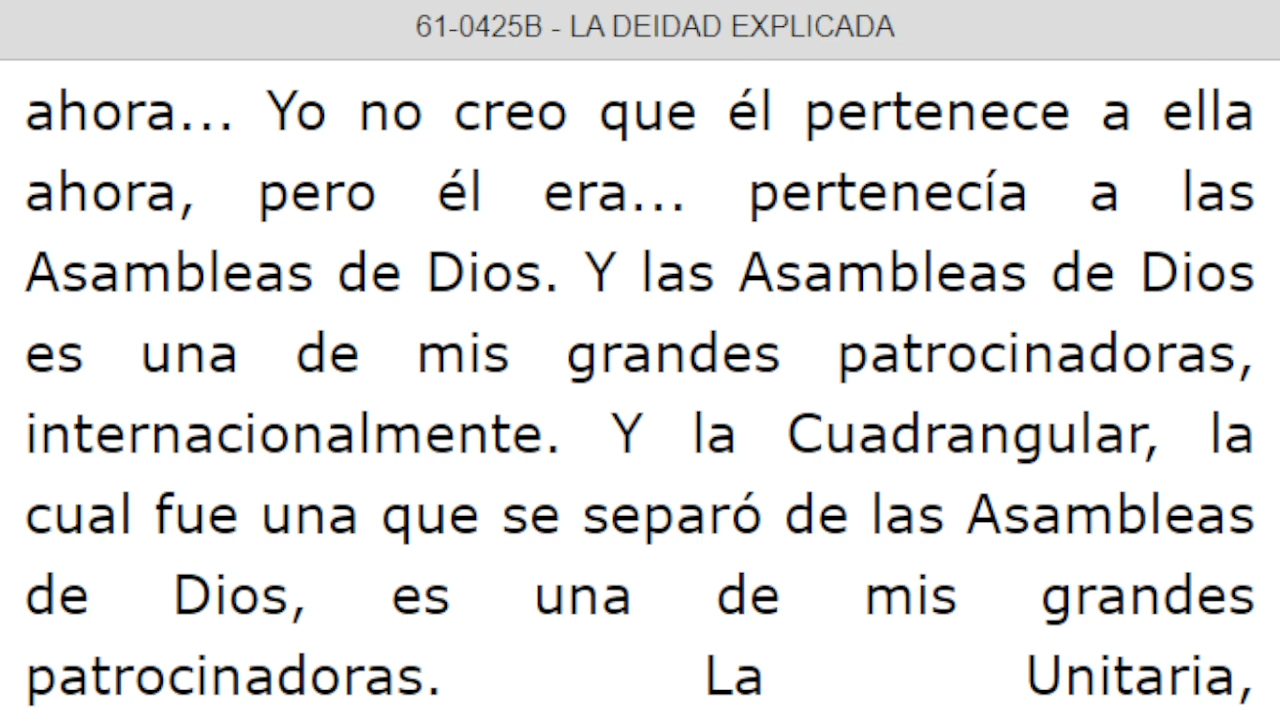 61-0425B - LA DEIDAD EXPLICADA
ahora... Yo no creo que él pertenece a ella
ahora, pero él era... pertenecía a las
Asambleas de Dios. Y las Asambleas de Dios
es una de mis grandes patrocinadoras,
internacionalmente. Y la Cuadrangular, la
cual fue una que se separó de las Asambleas
de Dios, es una de mis grandes
patrocinadoras. La Unitaria,